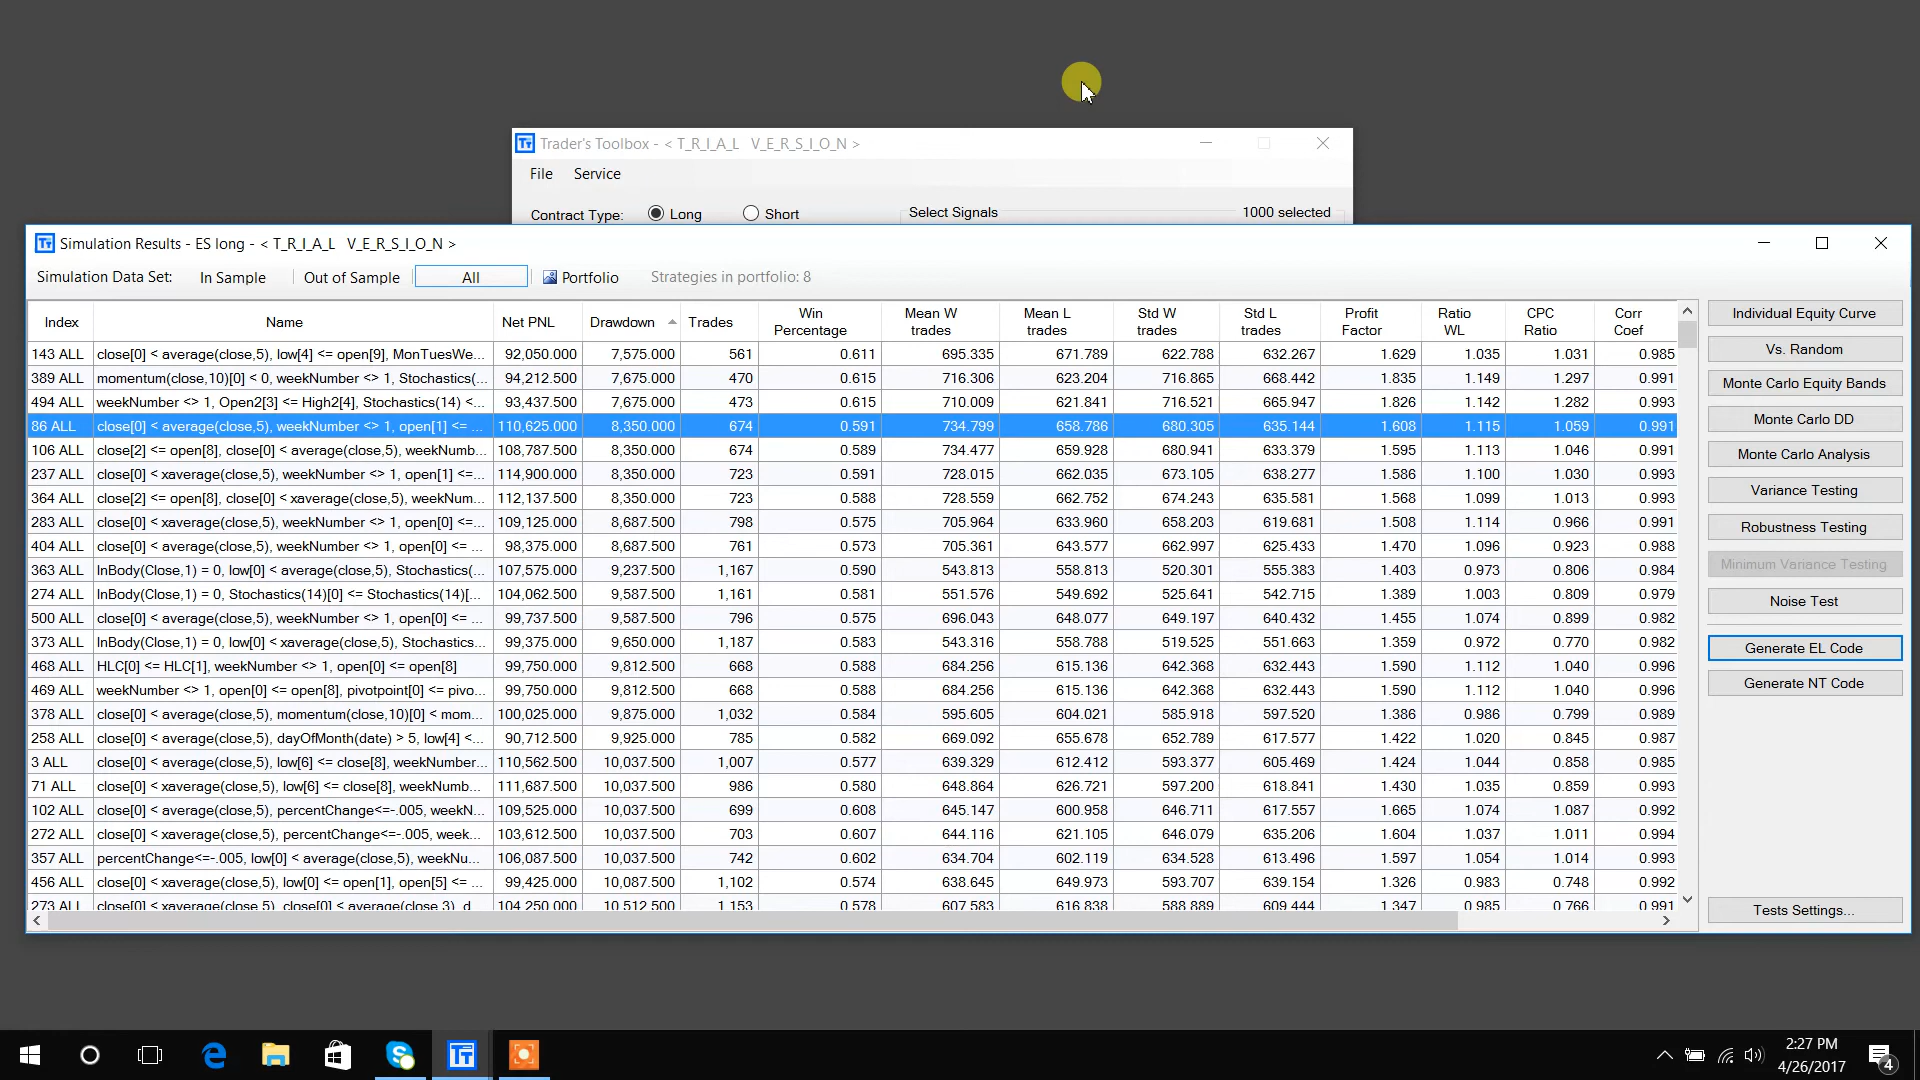 Trader's Toolbox - < T_R_I_A_L V_E_R_S_I_O_N >
File Service
Contract Type: Long Short Select Signals 1000 selected
Simulation Results - ES long - < T_R_I_A_L V_E_R_S_I_O_N >
Simulation Data Set: In Sample Out of Sample All Portfolio Strategies in portfolio: 8
Index Name Net PNL Drawdown Trades Win Percentage Mean W trades Mean L trades Std W trades Std L trades Profit Factor Ratio WL CPC Ratio Corr Coef
143 ALL close[0] < average(close,5), low[4] <= open[9], MonTuesWe... 92,050.000 7,575.000 561 0.611 695.335 671.789 622.788 632.267 1.629 1.035 1.031 0.985
389 ALL momentum(close,10)[0] < 0, weekNumber <> 1, Stochastics(... 94,212.500 7,675.000 470 0.615 716.306 623.204 716.865 668.442 1.835 1.149 1.297 0.991
494 ALL weekNumber <> 1, Open2[3] <= High2[4], Stochastics(14) <... 93,437.500 7,675.000 473 0.615 710.009 621.841 716.521 665.947 1.826 1.142 1.282 0.993
86 ALL close[0] < average(close,5), weekNumber <> 1, open[1] <= ... 110,625.000 8,350.000 674 0.591 734.799 658.786 680.305 635.144 1.608 1.115 1.059 0.991
106 ALL close[2] <= open[8], close[0] < average(close,5), weekNumb... 108,787.500 8,350.000 674 0.589 734.477 659.928 680.941 633.379 1.595 1.113 1.046 0.991
237 ALL close[0] < xaverage(close,5), weekNumber <> 1, open[1] <=... 114,900.000 8,350.000 723 0.591 728.015 662.035 673.105 638.277 1.586 1.100 1.030 0.993
364 ALL close[2] <= open[8], close[0] < xaverage(close,5), weekNum... 112,137.500 8,350.000 723 0.588 728.559 662.752 674.243 635.581 1.568 1.099 1.013 0.993
283 ALL close[0] < xaverage(close,5), weekNumber <> 1, open[0] <=... 109,125.000 8,687.500 798 0.575 705.964 633.960 658.203 619.681 1.508 1.114 0.966 0.991
404 ALL close[0] < average(close,5), weekNumber <> 1, open[0] <= ... 98,375.000 8,687.500 761 0.573 705.361 643.577 662.997 625.433 1.470 1.096 0.923 0.988
363 ALL InBody(Close,1) = 0, low[0] < average(close,5), Stochastics(... 107,575.000 9,237.500 1,167 0.590 543.813 558.813 520.301 555.383 1.403 0.973 0.806 0.984
274 ALL InBody(Close,1) = 0, Stochastics(14)[0] <= Stochastics(14)[... 104,062.500 9,587.500 1,161 0.581 551.576 549.692 525.641 542.715 1.389 1.003 0.809 0.979
500 ALL close[0] < average(close,5), weekNumber <> 1, open[0] <= ... 99,737.500 9,587.500 796 0.575 696.043 648.077 649.197 640.432 1.455 1.074 0.899 0.982
373 ALL InBody(Close,1) = 0, low[0] < xaverage(close,5), Stochastics... 99,375.000 9,650.000 1,187 0.583 543.316 558.788 519.525 551.663 1.359 0.972 0.770 0.982
468 ALL HLC[0] <= HLC[1], weekNumber <> 1, open[0] <= open[8] 99,750.000 9,812.500 668 0.588 684.256 615.136 642.368 632.443 1.590 1.112 1.040 0.996
469 ALL weekNumber <> 1, open[0] <= open[8], pivotpoint[0] <= pivo... 99,750.000 9,812.500 668 0.588 684.256 615.136 642.368 632.443 1.590 1.112 1.040 0.996
378 ALL close[0] < average(close,5), momentum(close,10)[0] < mom... 100,025.000 9,875.000 1,032 0.584 595.605 604.021 585.918 597.520 1.386 0.986 0.799 0.989
258 ALL close[0] < average(close,5), dayOfMonth(date) > 5, low[4] <... 90,712.500 9,925.000 785 0.582 669.092 655.678 652.789 617.577 1.422 1.020 0.845 0.987
3 ALL close[0] < average(close,5), low[6] <= close[8], weekNumber... 110,562.500 10,037.500 1,007 0.577 639.329 612.412 593.377 605.469 1.424 1.044 0.858 0.985
71 ALL close[0] < xaverage(close,5), low[6] <= close[8], weekNumb... 111,687.500 10,037.500 986 0.580 648.864 626.721 597.200 618.841 1.430 1.035 0.859 0.993
102 ALL close[0] < average(close,5), percentChange<=-.005, weekN... 109,525.000 10,037.500 699 0.608 645.147 600.958 646.711 617.557 1.665 1.074 1.087 0.992
272 ALL close[0] < xaverage(close,5), percentChange<=-.005, week... 103,612.500 10,037.500 703 0.607 644.116 621.105 646.079 635.206 1.604 1.037 1.011 0.994
357 ALL percentChange<=-.005, low[0] < average(close,5), weekNu... 106,087.500 10,037.500 742 0.602 634.704 602.119 634.528 613.496 1.597 1.054 1.014 0.993
456 ALL close[0] < xaverage(close,5), low[0] <= open[1], open[5] <= ... 99,425.000 10,087.500 1,102 0.574 638.645 649.973 593.707 639.154 1.326 0.983 0.748 0.992
273 ALL close[0] < xaverage(close,5), close[0] < average(close,3), d... 104,250.000 10,512.500 1,153 0.578 607.583 616.838 588.889 609.444 1.347 0.985 0.766 0.991
Individual Equity Curve
Vs. Random
Monte Carlo Equity Bands
Monte Carlo DD
Monte Carlo Analysis
Variance Testing
Robustness Testing
Minimum Variance Testing
Noise Test
Generate EL Code
Generate NT Code
Tests Settings...
2:27 PM
4/26/2017
4